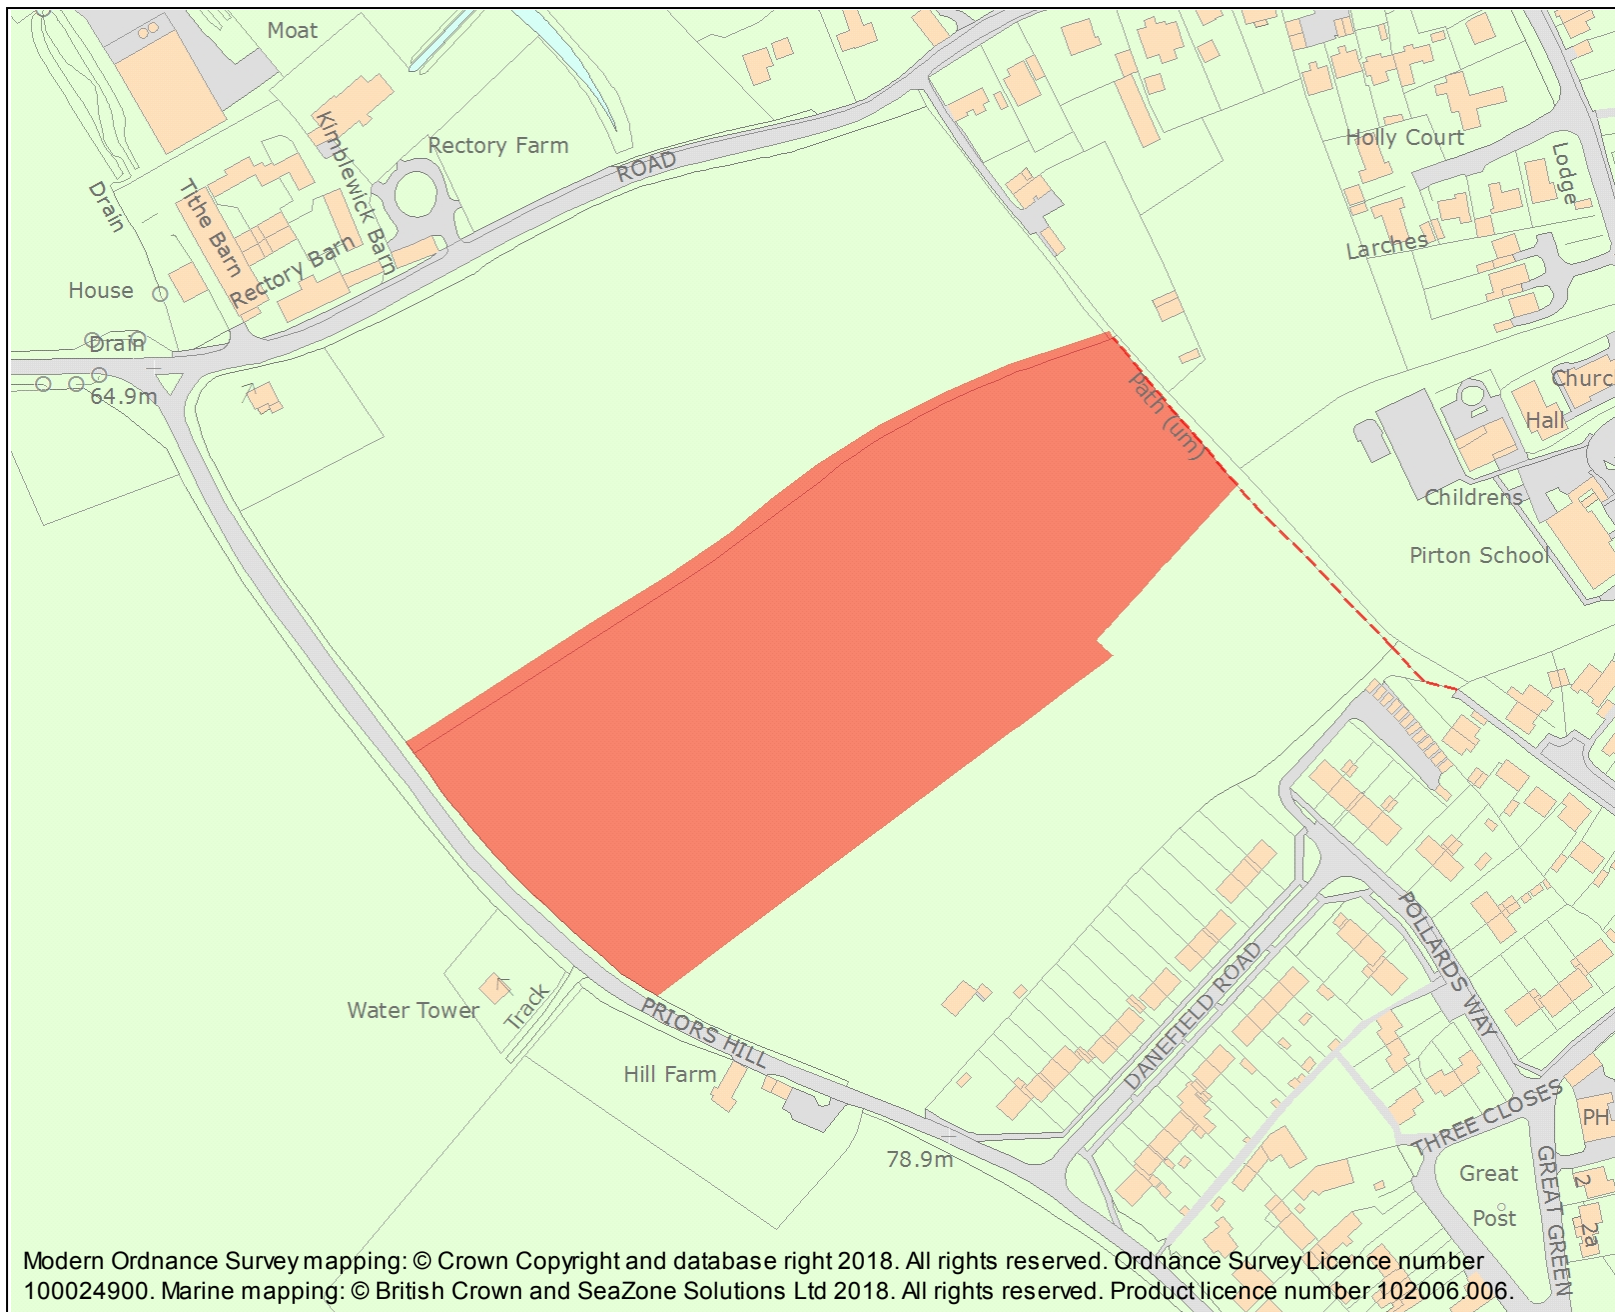 Moat
Rectory Farm
Kimblewick Barn
ROAD
Holly Court
Lodge
Drain
Tithe Barn
Rectory Barn
Larches
House
Drain
64.9m
Path (um)
Churc
Hall
Childrens
Pirton School
POLLARDS WAY
DANEFIELD ROAD
Water Tower
Track
PRIORS HILL
Hill Farm
THREE CLOSES
PH
78.9m
Great
Post
GREAT GREEN
2
2a
Modern Ordnance Survey mapping: © Crown Copyright and database right 2018. All rights reserved. Ordnance Survey Licence number
100024900. Marine mapping: © British Crown and SeaZone Solutions Ltd 2018. All rights reserved. Product licence number 102006.006.